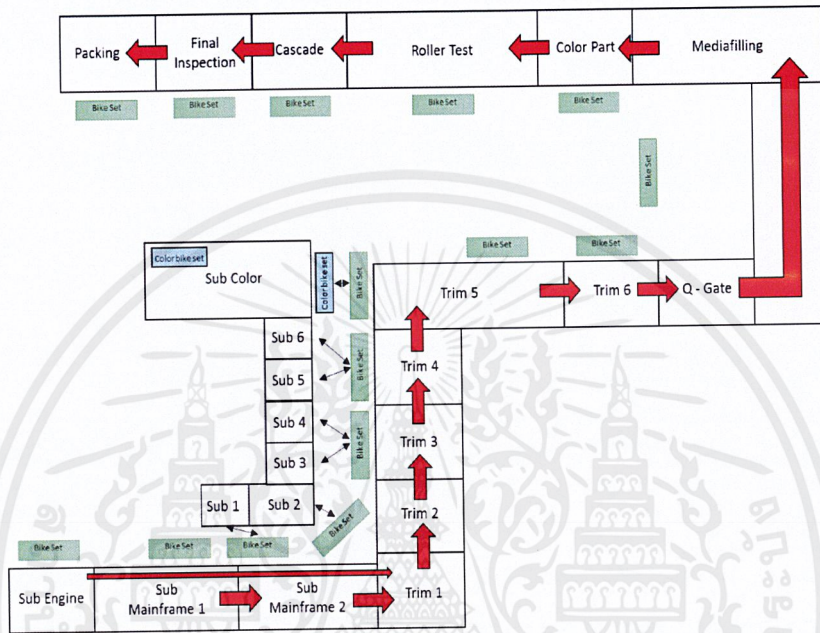 Packing
Final
Inspection
Cascade
Roller Test
Color Part
Mediafilling
Bike Set
Bike Set
Bike Set
Bike Set
Bike Set
Bike Set
Bike Set
Bike Set
Color bike set
Sub Color
Color bike set
Bike Set
Trim 5
Trim 6
Q - Gate
Sub 6
Sub 5
Bike Set
Trim 4
Sub 4
Sub 3
Bike Set
Trim 3
Sub 1
Sub 2
Bike Set
Trim 2
Bike Set
Bike Set
Bike Set
Sub Engine
Sub
Mainframe 1
Sub
Mainframe 2
Trim 1